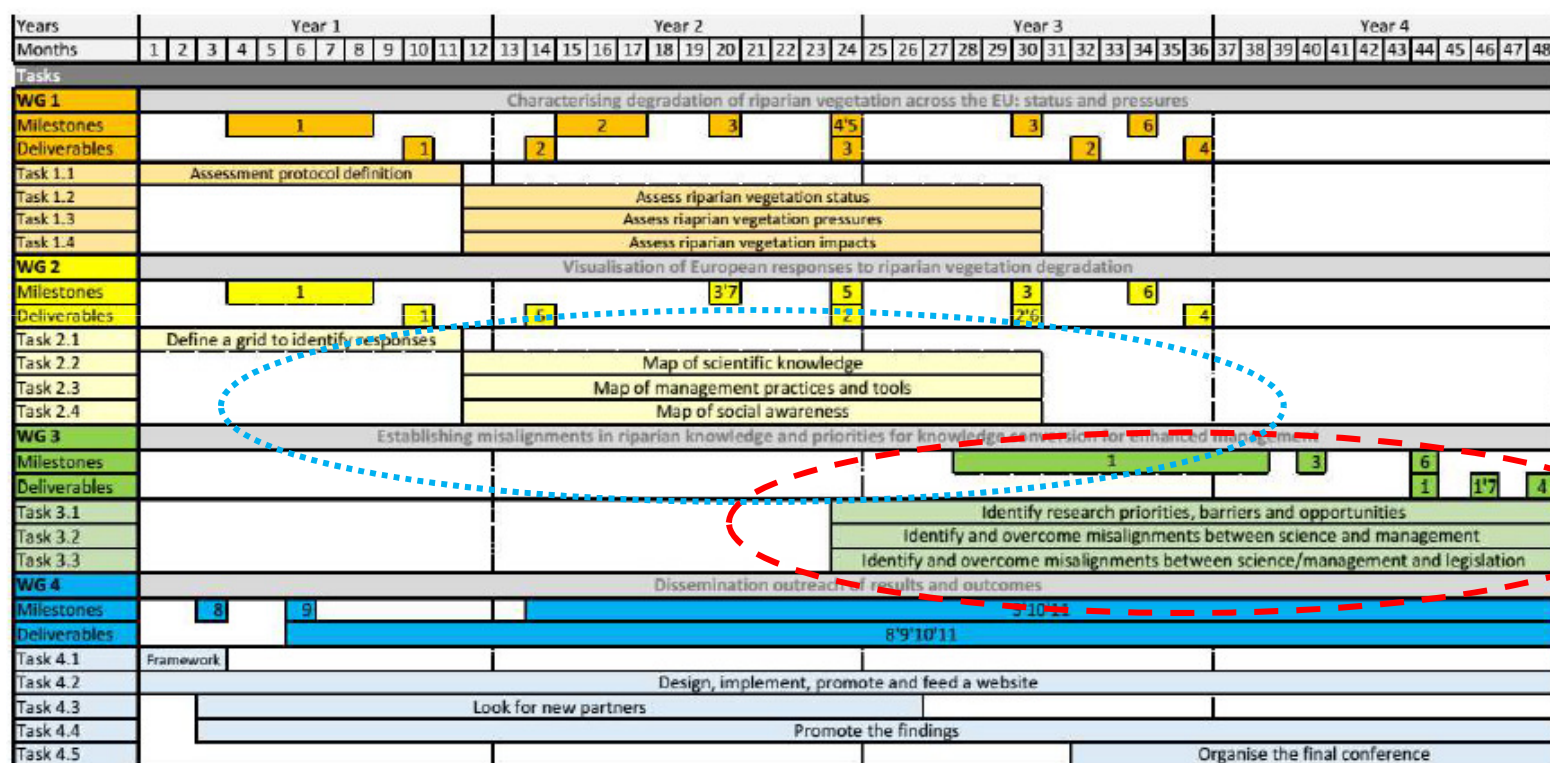 Years Year 1 Year 2 Year 3 Year 4
Months 1 2 3 4 5 6 7 8 9 10 11 12 13 14 15 16 17 18 19 20 21 22 23 24 25 26 27 28 29 30 31 32 33 34 35 36 37 38 39 40 41 42 43 44 45 46 47 48
Tasks
WG 1 Characterising degradation of riparian vegetation across the EU: status and pressures
Milestones 1 2 3 4'5 3 6
Deliverables 1 2 3 2 4
Task 1.1 Assessment protocol definition
Task 1.2 Assess riparian vegetation status
Task 1.3 Assess riaprian vegetation pressures
Task 1.4 Assess riparian vegetation impacts
WG 2 Visualisation of European responses to riparian vegetation degradation
Milestones 1 3'7 5 3 6
Deliverables 1 6 2 2'6 4
Task 2.1 Define a grid to identify responses
Task 2.2 Map of scientific knowledge
Task 2.3 Map of management practices and tools
Task 2.4 Map of social awareness
WG 3 Establishing misalignments in riparian knowledge and priorities for knowledge conversion for enhanced management
Milestones 1 3 6
Deliverables 1 1'7 4
Task 3.1 Identify research priorities, barriers and opportunities
Task 3.2 Identify and overcome misalignments between science and management
Task 3.3 Identify and overcome misalignments between science/management and legislation
WG 4 Dissemination outreach of results and outcomes
Milestones 8 9
Deliverables 8'9'10'11
Task 4.1 Framework
Task 4.2 Design, implement, promote and feed a website
Task 4.3 Look for new partners
Task 4.4 Promote the findings
Task 4.5 Organise the final conference